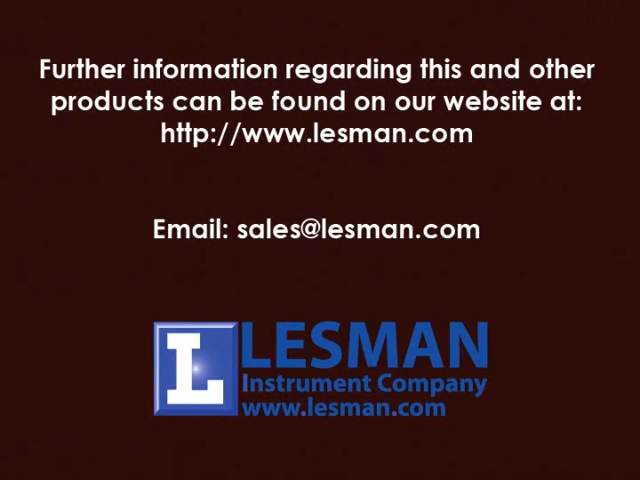 Further information regarding this and other
products can be found on our website at:
http://www.lesman.com
Email: sales@lesman.com
L LESMAN
Instrument Company
www.lesman.com